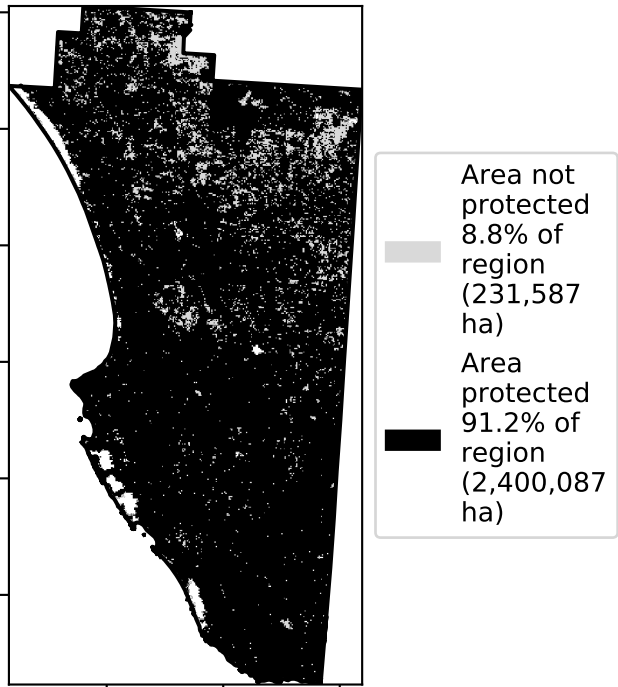 Area not
protected
8.8% of
region
(231,587
ha)
Area
protected
91.2% of
region
(2,400,087
ha)